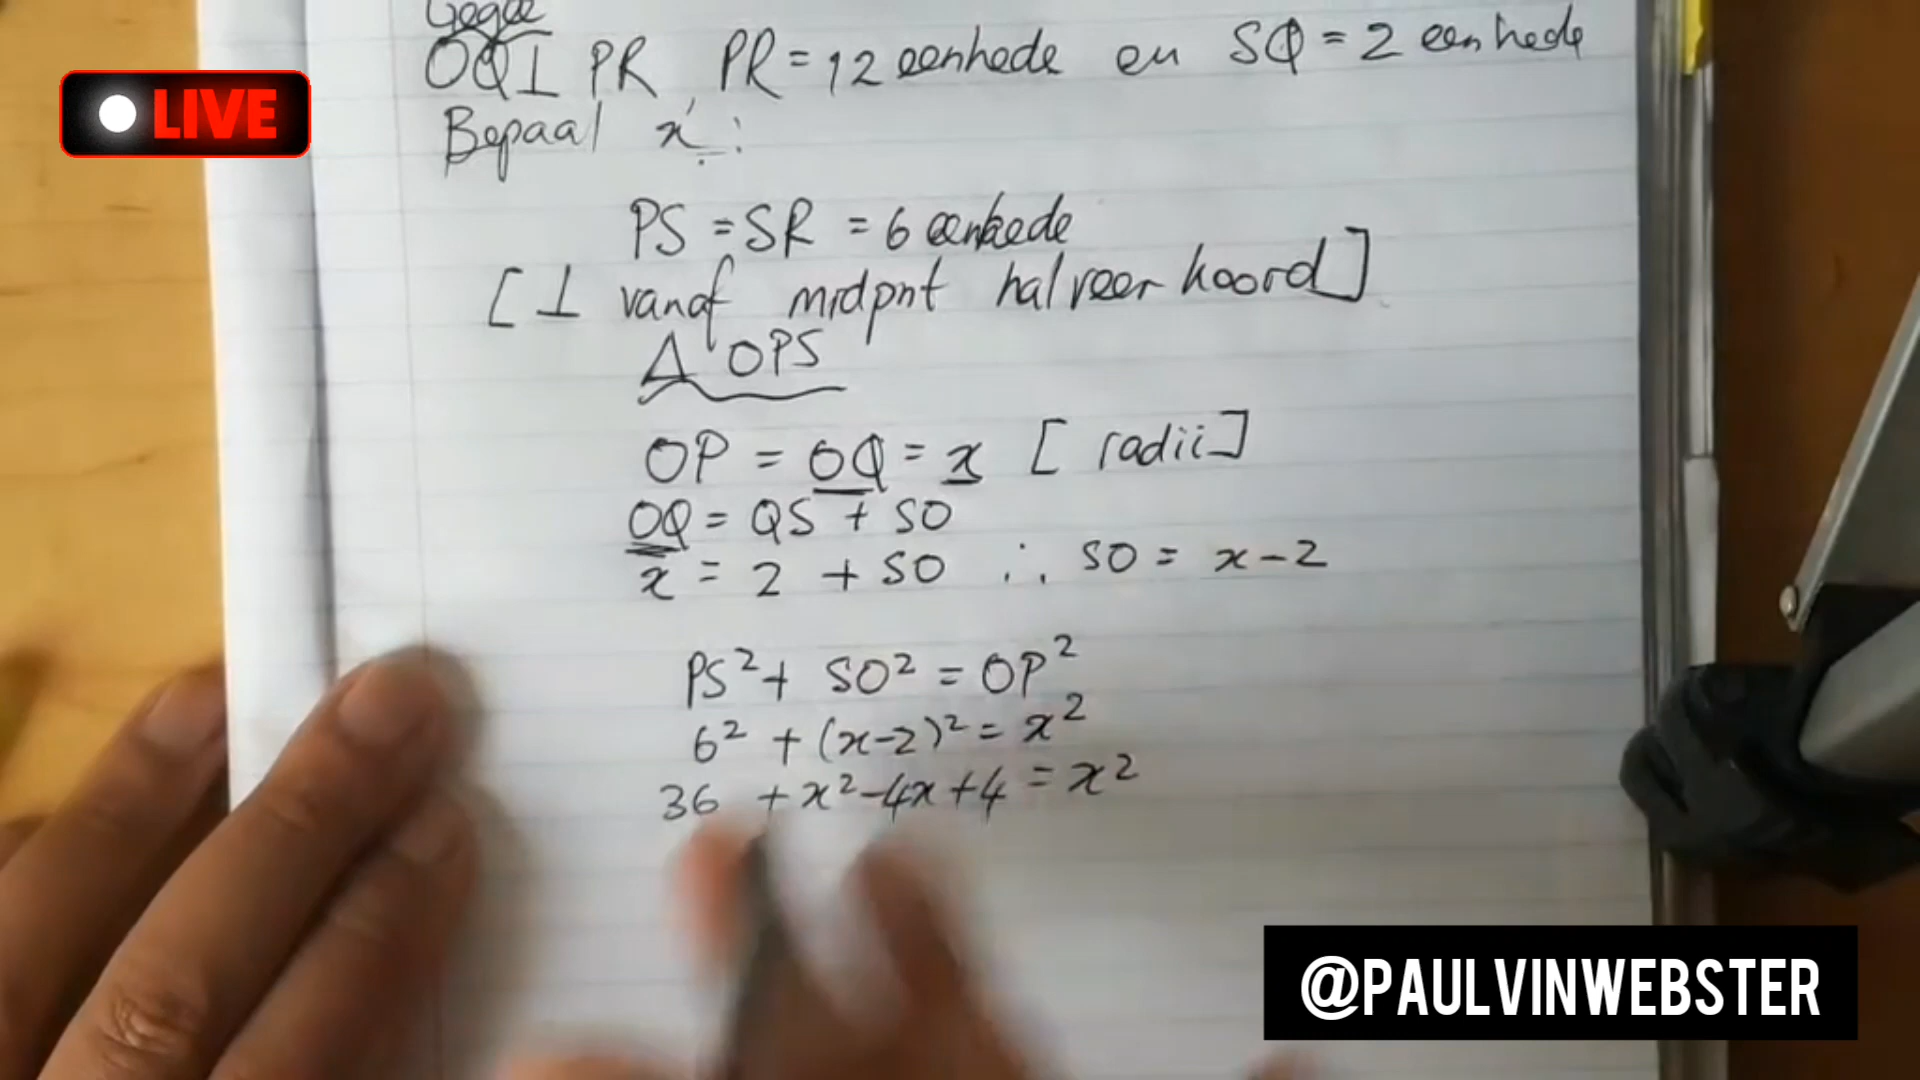 Gegee
OQ ⊥ PR, PR = 12 eenhede en SQ = 2 eenhede
LIVE
Bepaal x:
PS = SR = 6 eenhede
[⊥ vanaf midpnt halveer koord]
Δ OPS
OP = OQ = x [radii]
OQ = QS + SO
x = 2 + SO ∴ SO = x-2
PS² + SO² = OP²
6² + (x-2)² = x²
36 + x² - 4x + 4 = x²
@PAULVINWEBSTER